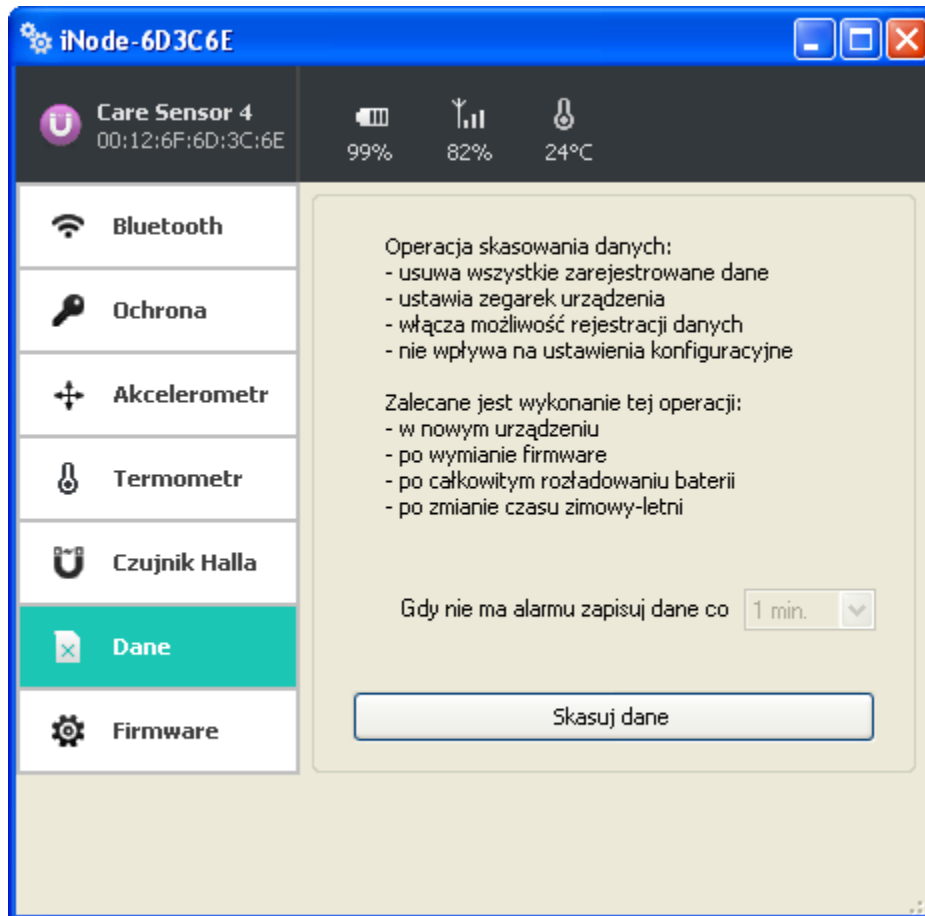 iNode-6D3C6E
Care Sensor 4
00:12:6F:6D:3C:6E
99%
82%
24°C
Bluetooth
Ochrona
Akcelerometr
Termometr
Czujnik Halla
Dane
Firmware
Operacja skasowania danych:
- usuwa wszystkie zarejestrowane dane
- ustawia zegarek urządzenia
- włącza możliwość rejestracji danych
- nie wpływa na ustawienia konfiguracyjne
Zalecane jest wykonanie tej operacji:
- w nowym urządzeniu
- po wymianie firmware
- po całkowitym rozładowaniu baterii
- po zmianie czasu zimowy-letni
Gdy nie ma alarmu zapisuj dane co 1 min.
Skasuj dane